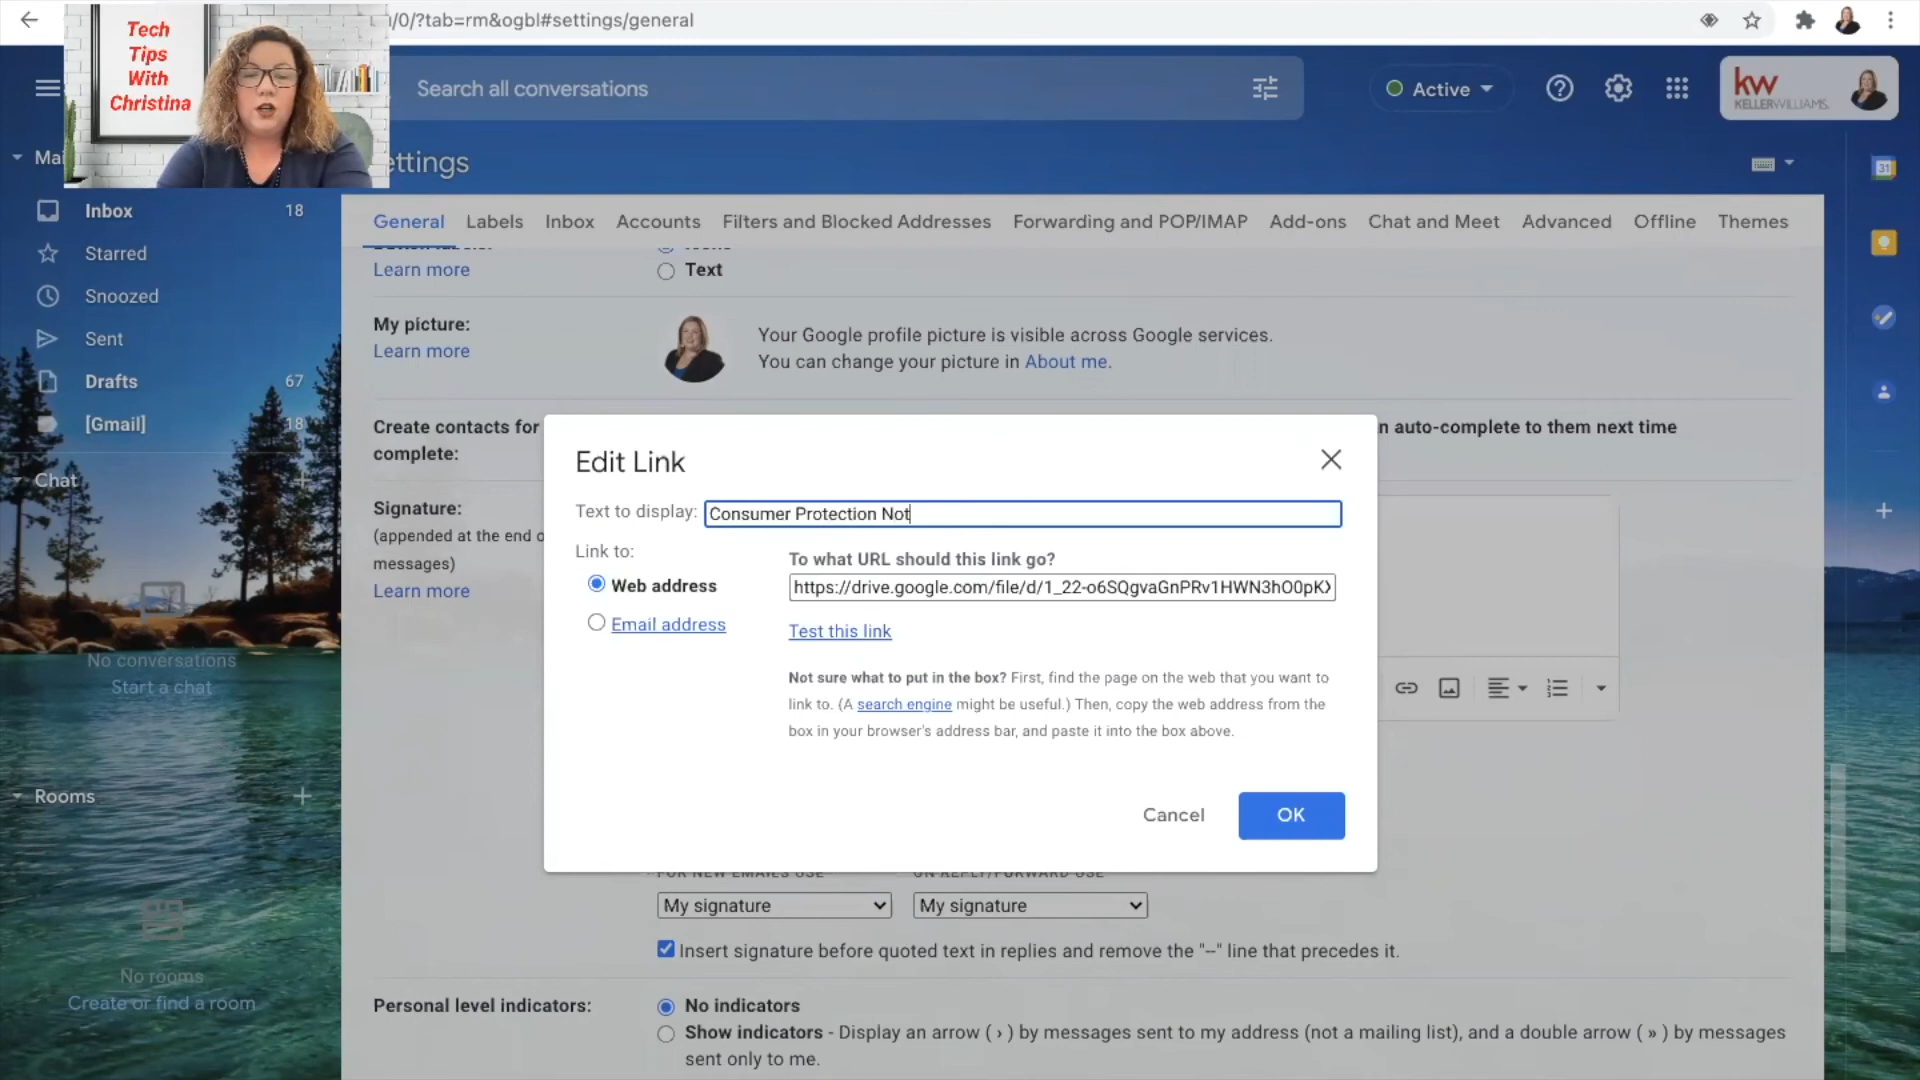 /0/?tab=rm&ogbl#settings/general
Tech
Tips
With
Christina
Search all conversations
Active
kw
KELLERWILLIAMS.
Mai
ettings
31
Inbox 18
Starred
Snoozed
Sent
Drafts 67
[Gmail] 18
Chat
No conversations
Start a chat
Rooms
No rooms
Create or find a room
General Labels Inbox Accounts Filters and Blocked Addresses Forwarding and POP/IMAP Add-ons Chat and Meet Advanced Offline Themes
Learn more
Text
My picture:
Learn more
Your Google profile picture is visible across Google services.
You can change your picture in About me.
Create contacts for
complete:
n auto-complete to them next time
Signature:
(appended at the end o
messages)
Learn more
Edit Link
Text to display: Consumer Protection Not
Link to:
Web address
Email address
To what URL should this link go?
https://drive.google.com/file/d/1_22-o6SQgvaGnPRv1HWN3hO0pKX
Test this link
Not sure what to put in the box? First, find the page on the web that you want to
link to. (A search engine might be useful.) Then, copy the web address from the
box in your browser's address bar, and paste it into the box above.
Cancel OK
FOR NEW EMAILS USE ON REPLY/FORWARD USE
My signature My signature
Insert signature before quoted text in replies and remove the "--" line that precedes it.
Personal level indicators:
No indicators
Show indicators - Display an arrow ( › ) by messages sent to my address (not a mailing list), and a double arrow ( » ) by messages
sent only to me.